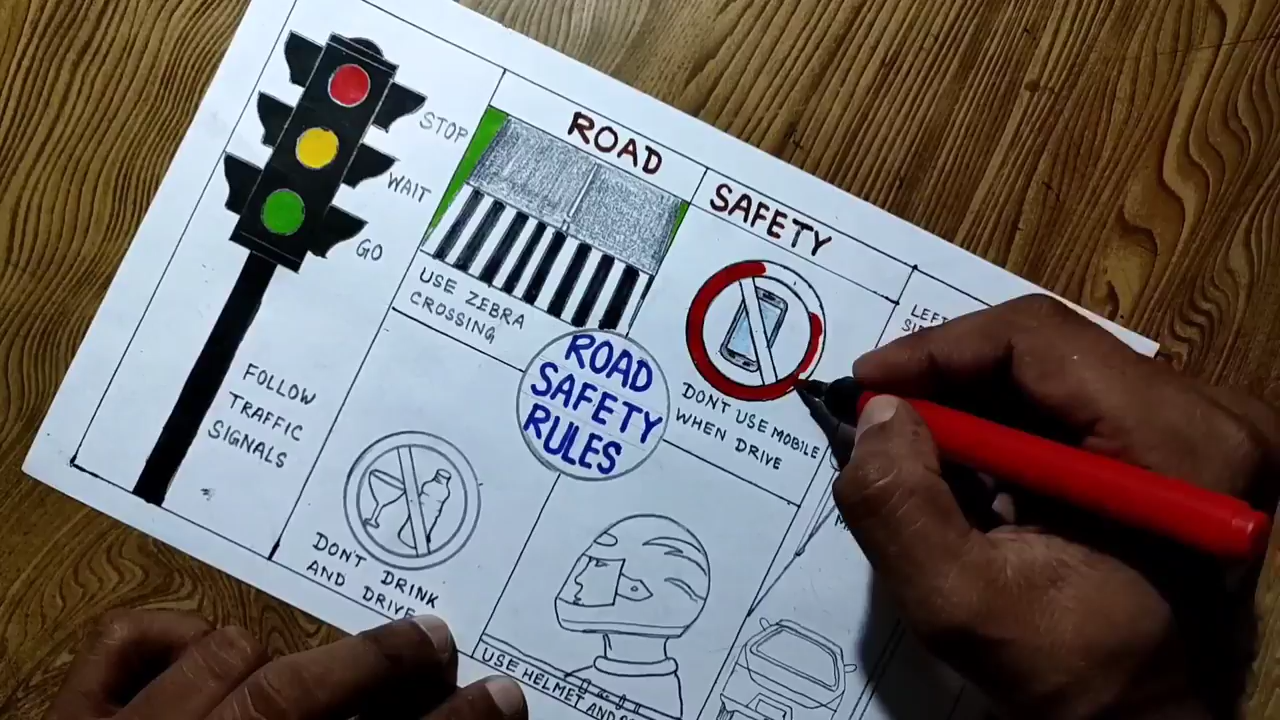 ROAD SAFETY
STOP
WAIT
GO
FOLLOW
TRAFFIC
SIGNALS
USE ZEBRA
CROSSING
ROAD
SAFETY
RULES
DONT USE MOBILE
WHEN DRIVE
LEFT
DON'T DRINK
AND DRIVE
USE HELMET AND